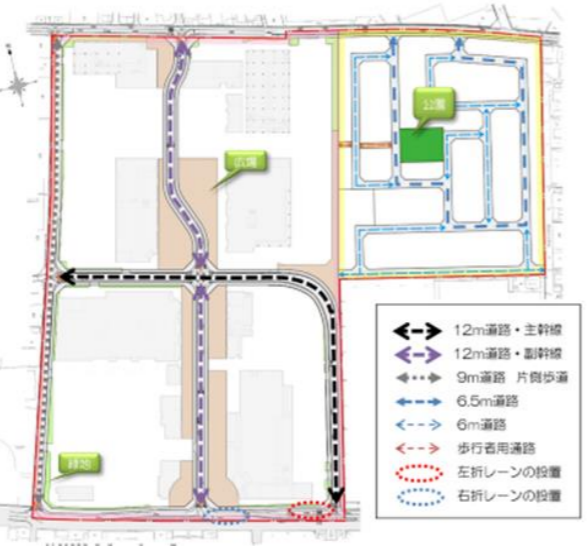 公園
広場
緑地
12m道路・主幹線
12m道路・副幹線
9m道路 片側歩道
6.5m道路
6m道路
歩行者用通路
左折レーンの設置
右折レーンの設置